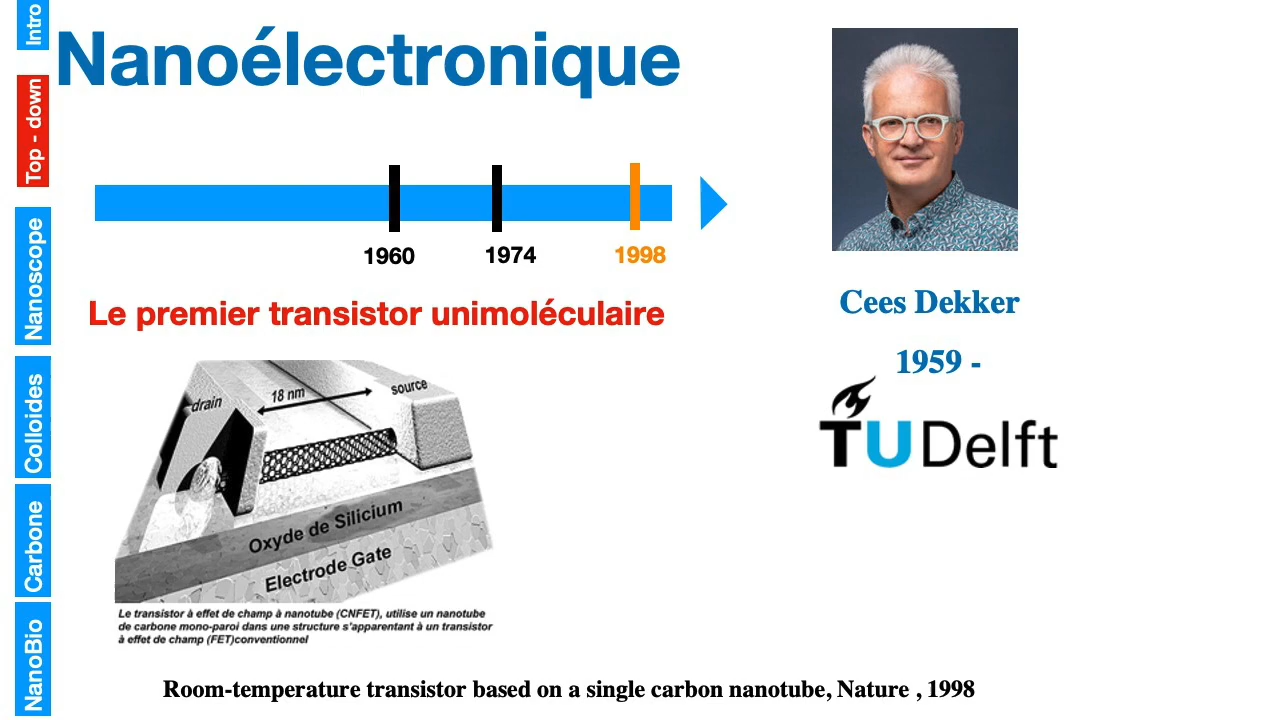 Intro
Top - down
Nanoscope
Colloides
Carbone
NanoBio
Nanoélectronique
1960
1974
1998
Le premier transistor unimoléculaire
drain
18 nm
source
Oxyde de Silicium
Electrode Gate
Le transistor à effet de champ à nanotube (CNFET), utilise un nanotube
de carbone mono-paroi dans une structure s'apparentant à un transistor
à effet de champ (FET)conventionnel
Cees Dekker
1959 -
TU Delft
Room-temperature transistor based on a single carbon nanotube, Nature , 1998